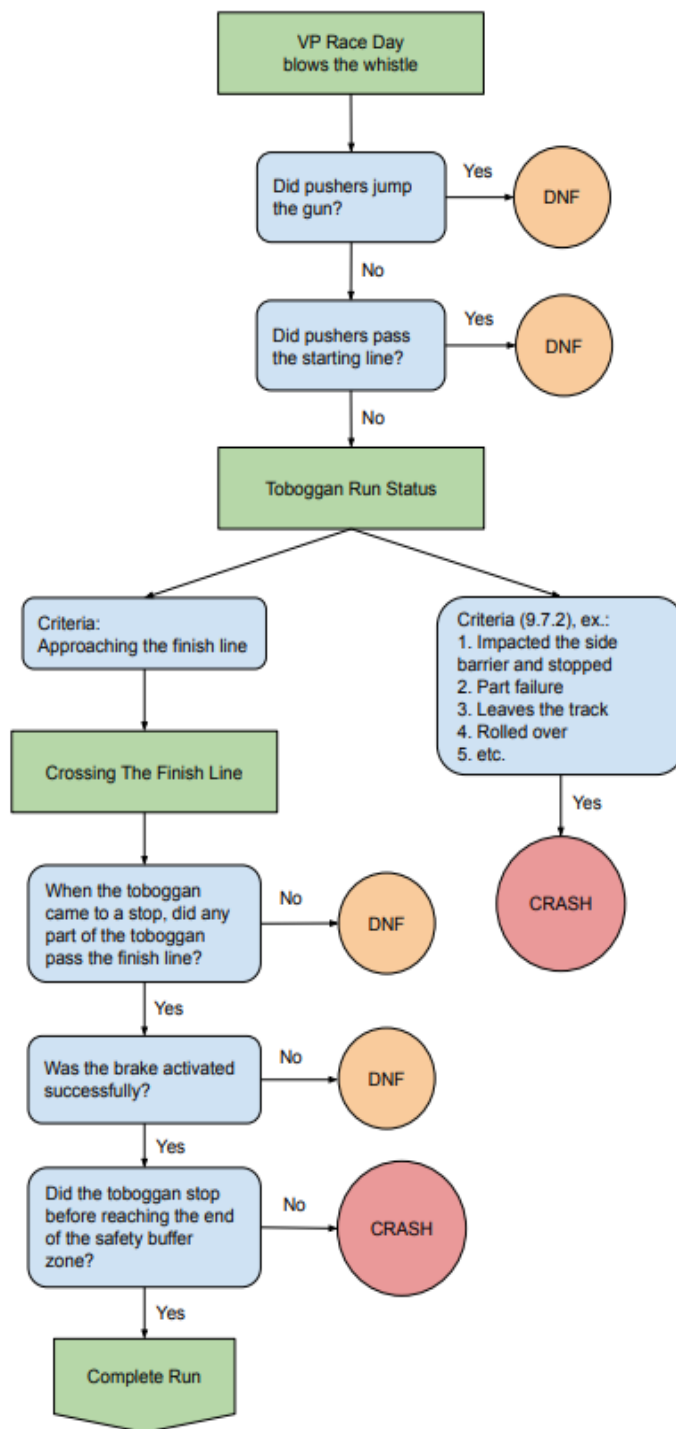 VP Race Day
blows the whistle
Did pushers jump
the gun?
Yes
DNF
No
Did pushers pass
the starting line?
Yes
DNF
No
Toboggan Run Status
Criteria:
Approaching the finish line
Criteria (9.7.2), ex.:
1. Impacted the side
barrier and stopped
2. Part failure
3. Leaves the track
4. Rolled over
5. etc.
Crossing The Finish Line
Yes
CRASH
When the toboggan
came to a stop, did any
part of the toboggan
pass the finish line?
No
DNF
Yes
Was the brake activated
successfully?
No
DNF
Yes
Did the toboggan stop
before reaching the end
of the safety buffer
zone?
No
CRASH
Yes
Complete Run